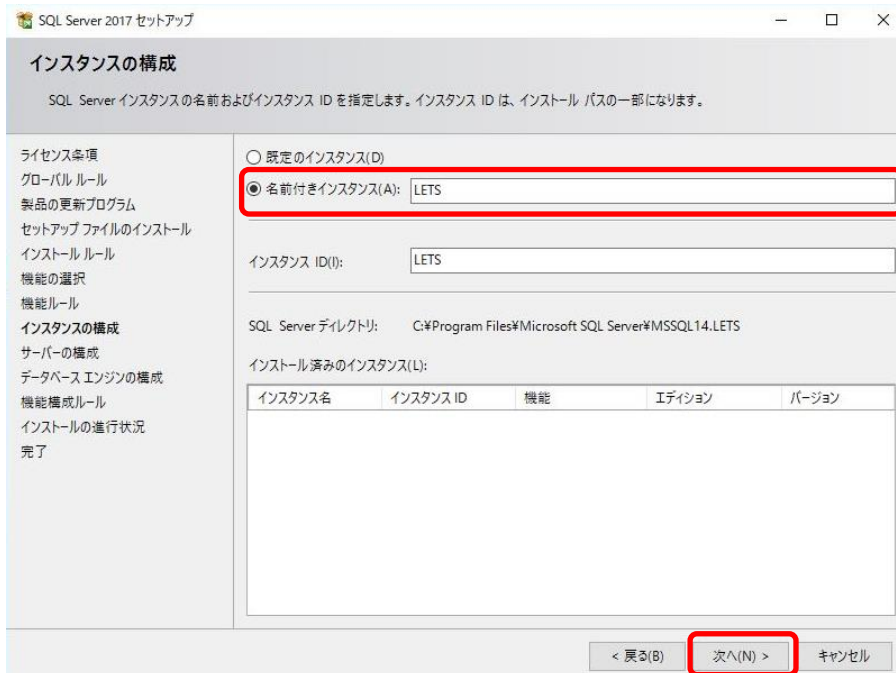 SQL Server 2017 セットアップ
インスタンスの構成
SQL Server インスタンスの名前およびインスタンス ID を指定します。インスタンス ID は、インストール パスの一部になります。
ライセンス条項
グローバル ルール
製品の更新プログラム
セットアップ ファイルのインストール
インストール ルール
機能の選択
機能ルール
インスタンスの構成
サーバーの構成
データベース エンジンの構成
機能構成ルール
インストールの進行状況
完了
既定のインスタンス(D)
名前付きインスタンス(A): LETS
インスタンス ID(I): LETS
SQL Server ディレクトリ: C:¥Program Files¥Microsoft SQL Server¥MSSQL14.LETS
インストール済みのインスタンス(L):
インスタンス名 インスタンス ID 機能 エディション バージョン
< 戻る(B) 次へ(N) > キャンセル